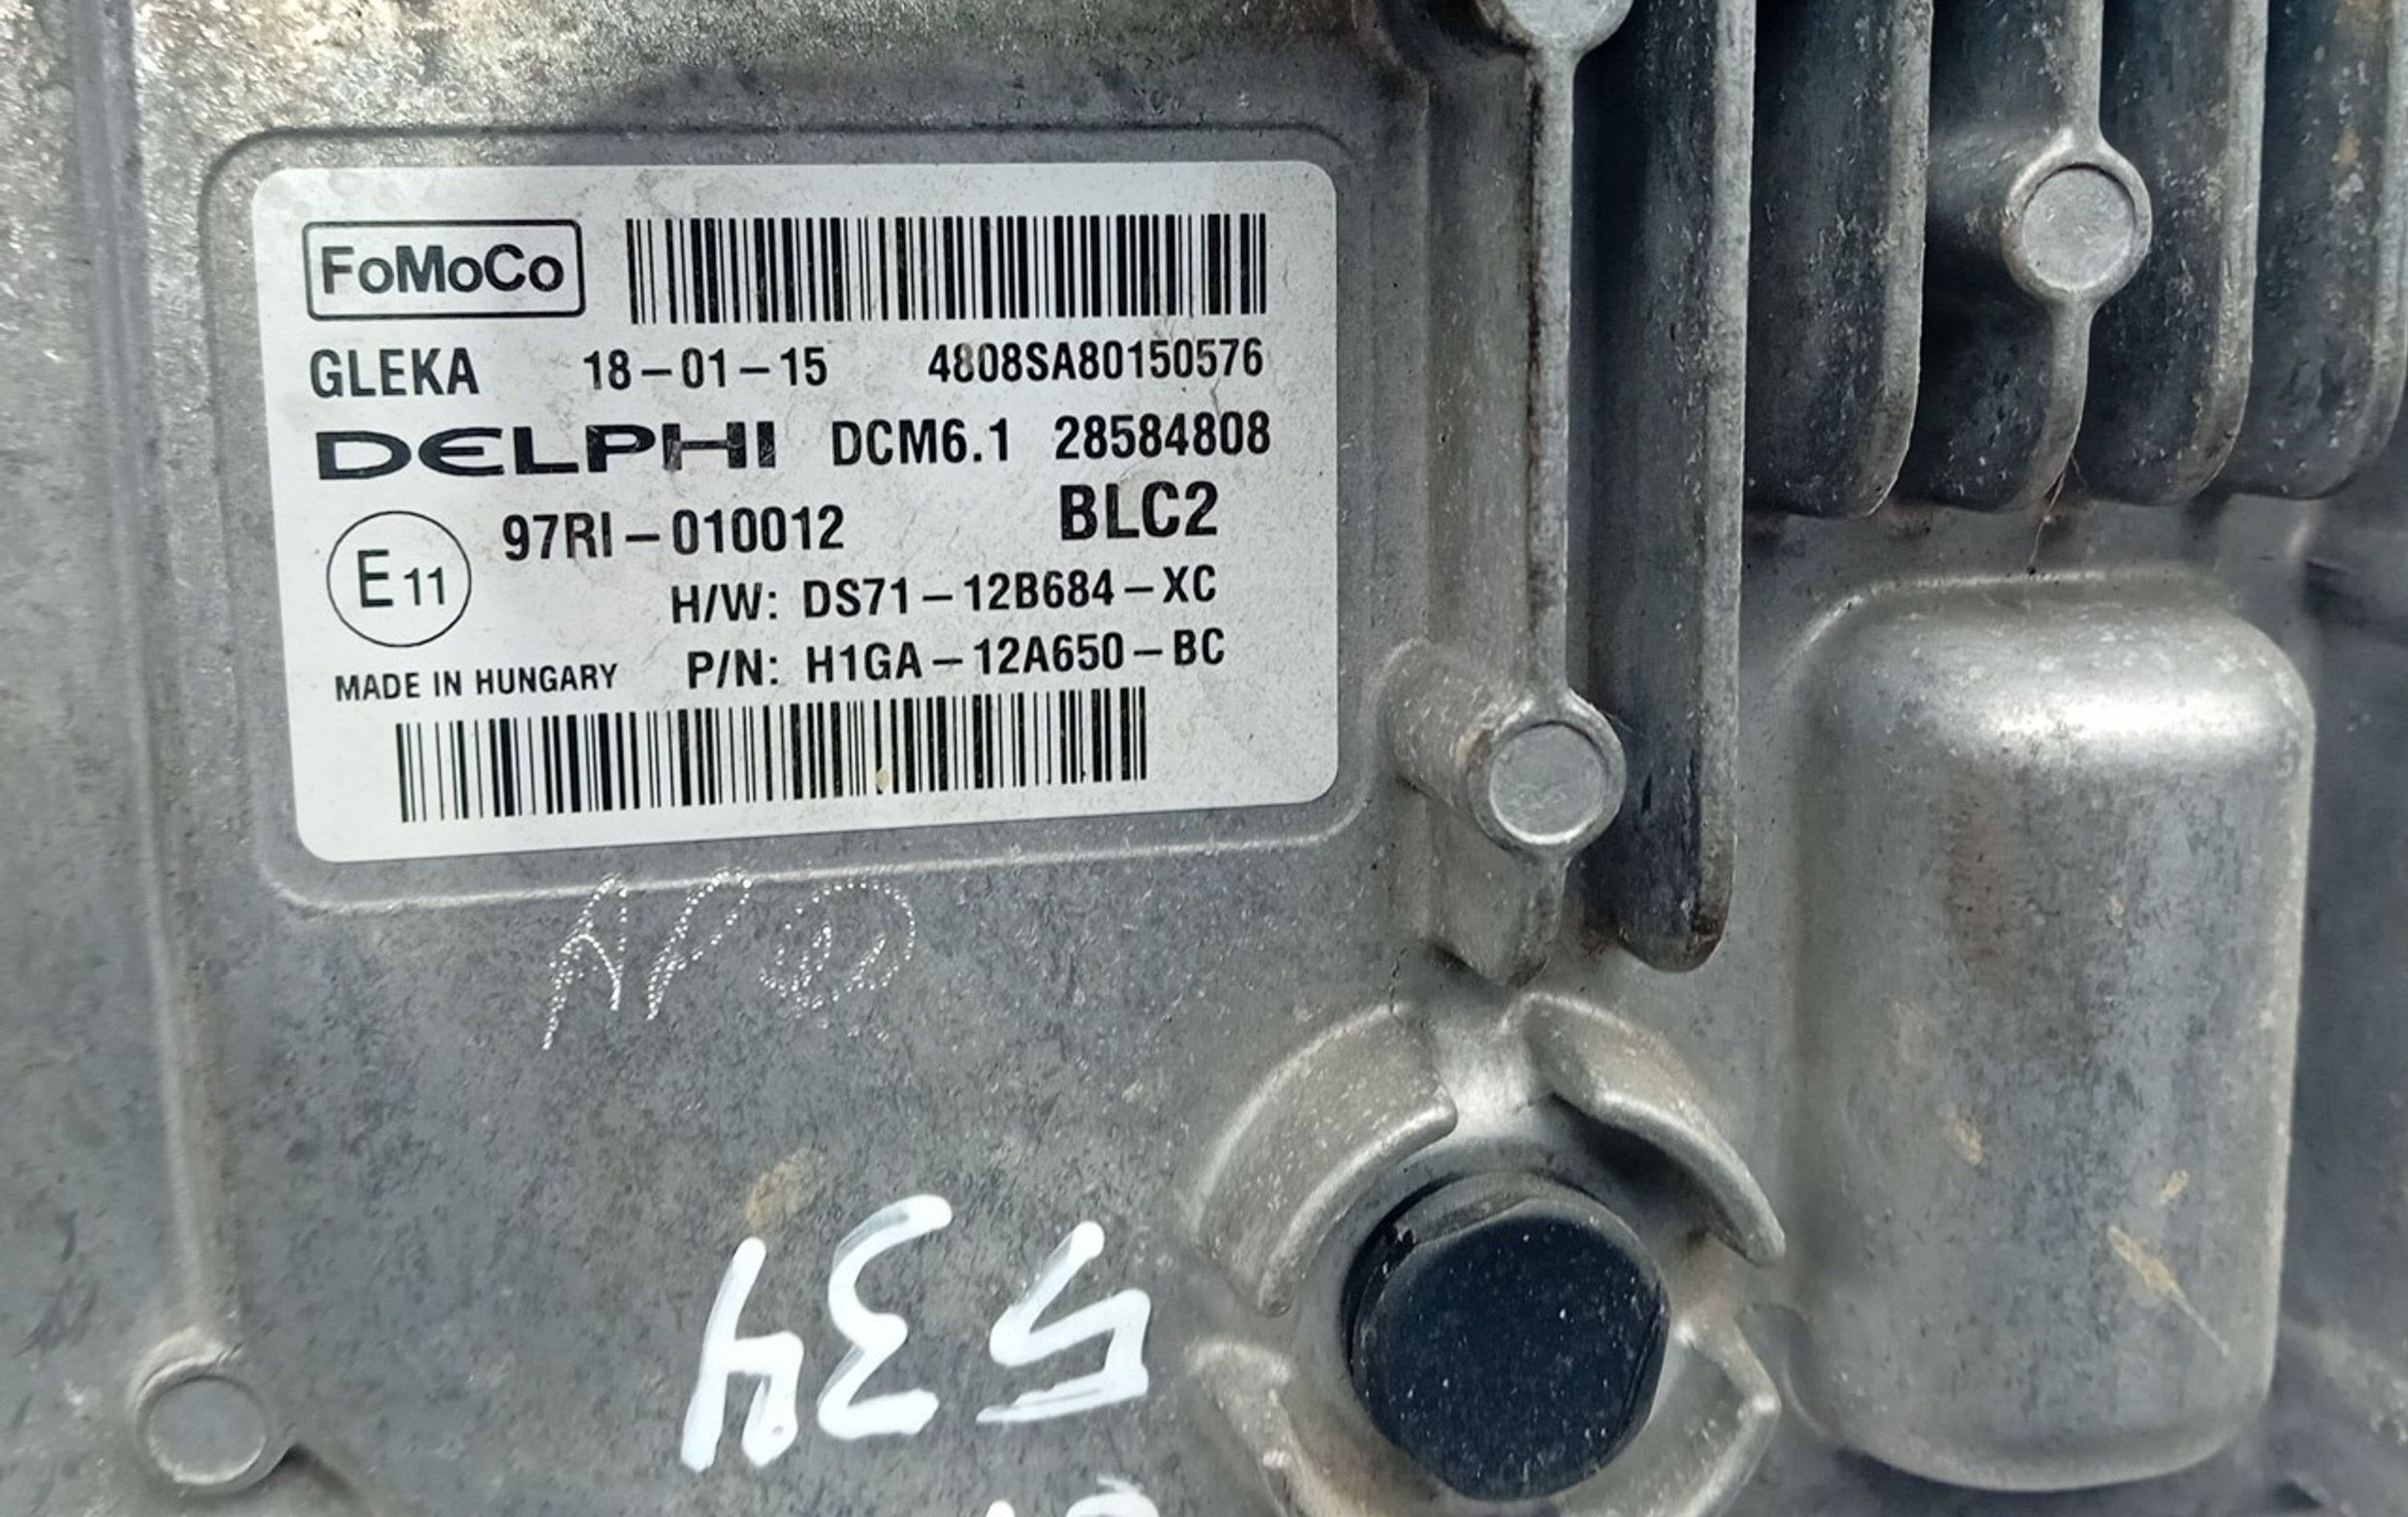 FoMoCo
GLEKA 18-01-15 4808SA80150576
DELPHI DCM6.1 28584808
E11 97RI-010012 BLC2
H/W: DS71-12B684-XC
MADE IN HUNGARY P/N: H1GA-12A650-BC
534